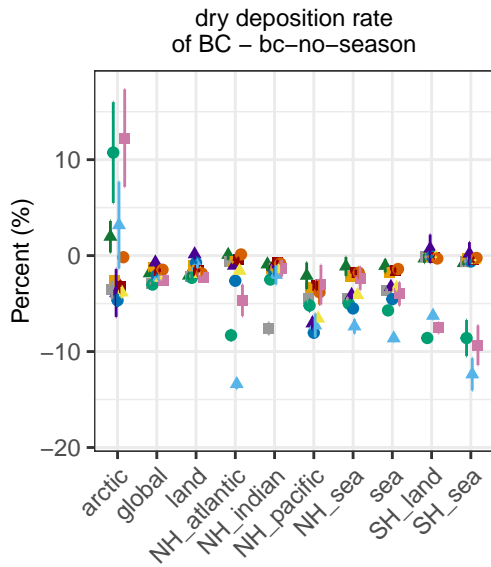 dry deposition rate
of BC − bc−no−season
Percent (%)
10
0
−10
−20
arctic
global
land
NH_atlantic
NH_indian
NH_pacific
NH_sea
sea
SH_land
SH_sea